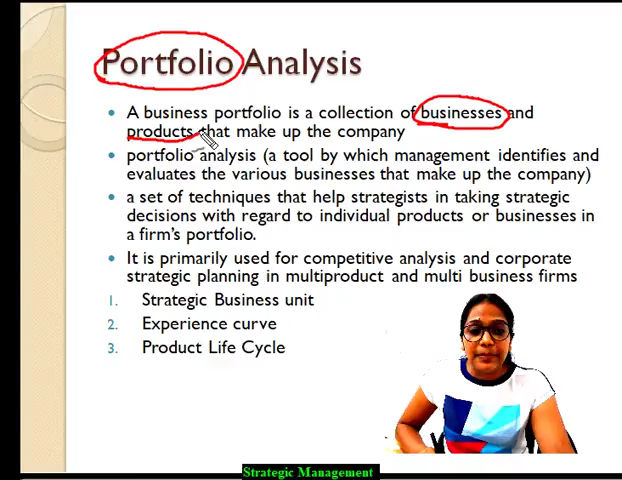 Portfolio Analysis
• A business portfolio is a collection of businesses and
products that make up the company
• portfolio analysis (a tool by which management identifies and
evaluates the various businesses that make up the company)
• a set of techniques that help strategists in taking strategic
decisions with regard to individual products or businesses in
a firm's portfolio.
• It is primarily used for competitive analysis and corporate
strategic planning in multiproduct and multi business firms
1. Strategic Business unit
2. Experience curve
3. Product Life Cycle
Strategic Management